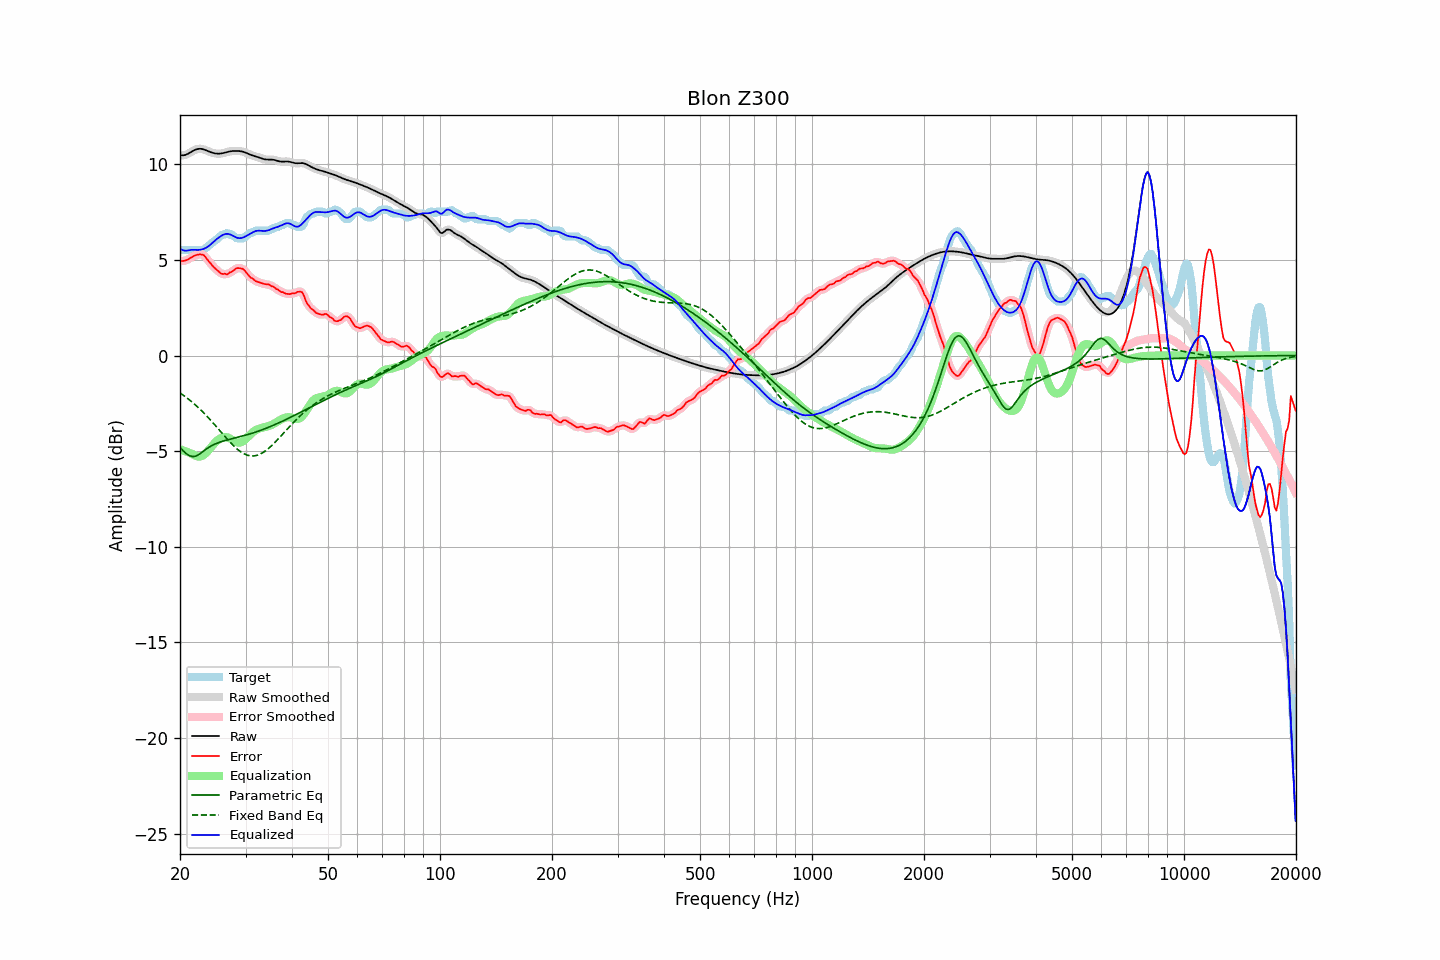 Blon Z300
Amplitude (dBr)
10
5
0
−5
−10
−15
−20
−25
Target
Raw Smoothed
Error Smoothed
Raw
Error
Equalization
Parametric Eq
Fixed Band Eq
Equalized
20 50 100 200 500 1000 2000 5000 10000 20000
Frequency (Hz)